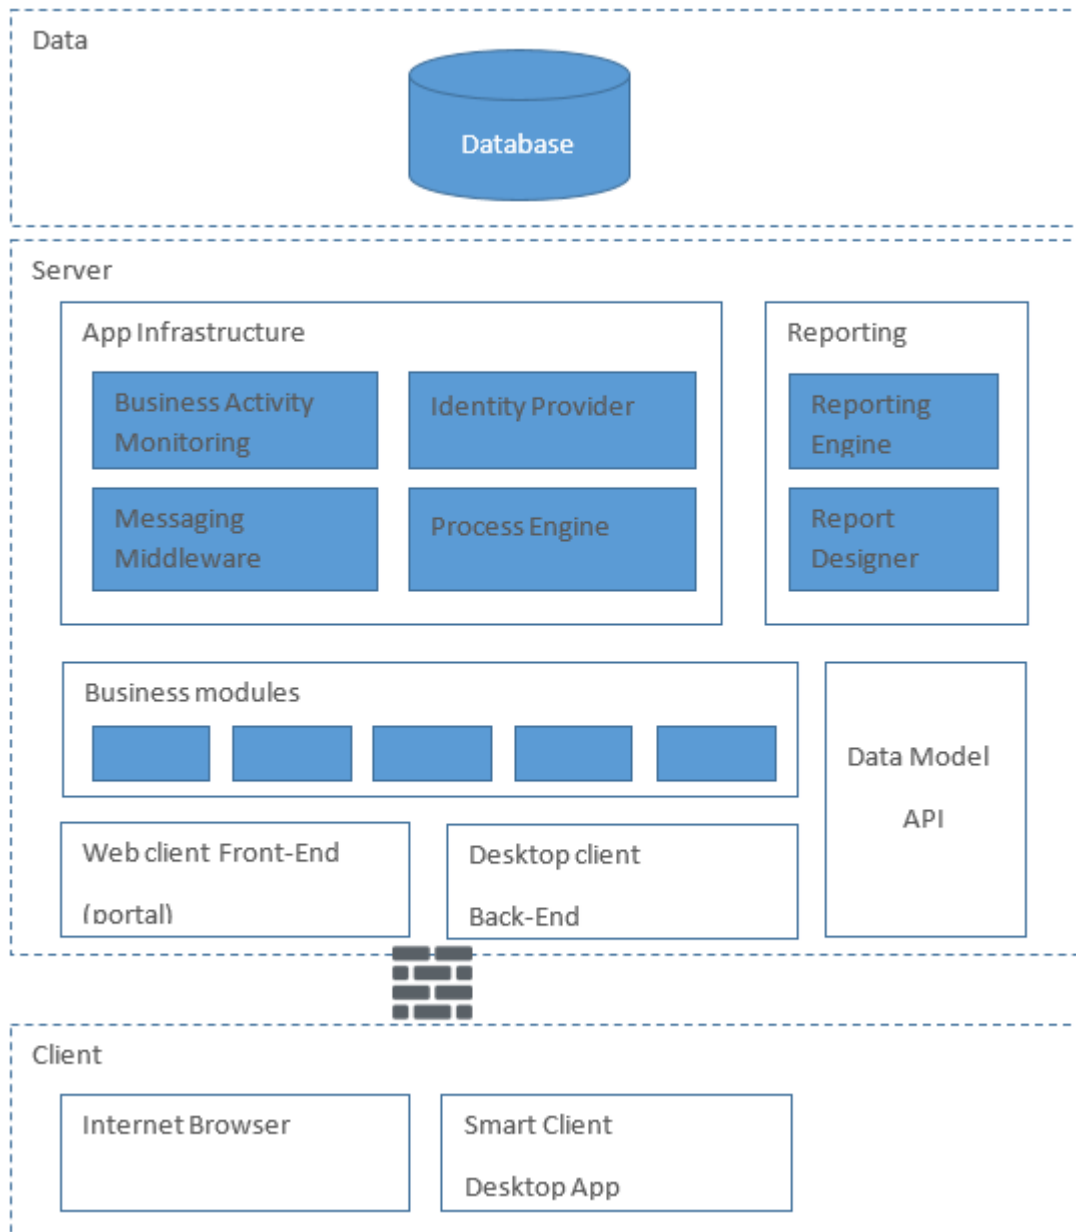 Data
Database
Server
App Infrastructure
Reporting
Business Activity
Monitoring
Identity Provider
Reporting
Engine
Messaging
Middleware
Process Engine
Report
Designer
Business modules
Data Model
API
Web client Front-End
(portal)
Desktop client
Back-End
Client
Internet Browser
Smart Client
Desktop App